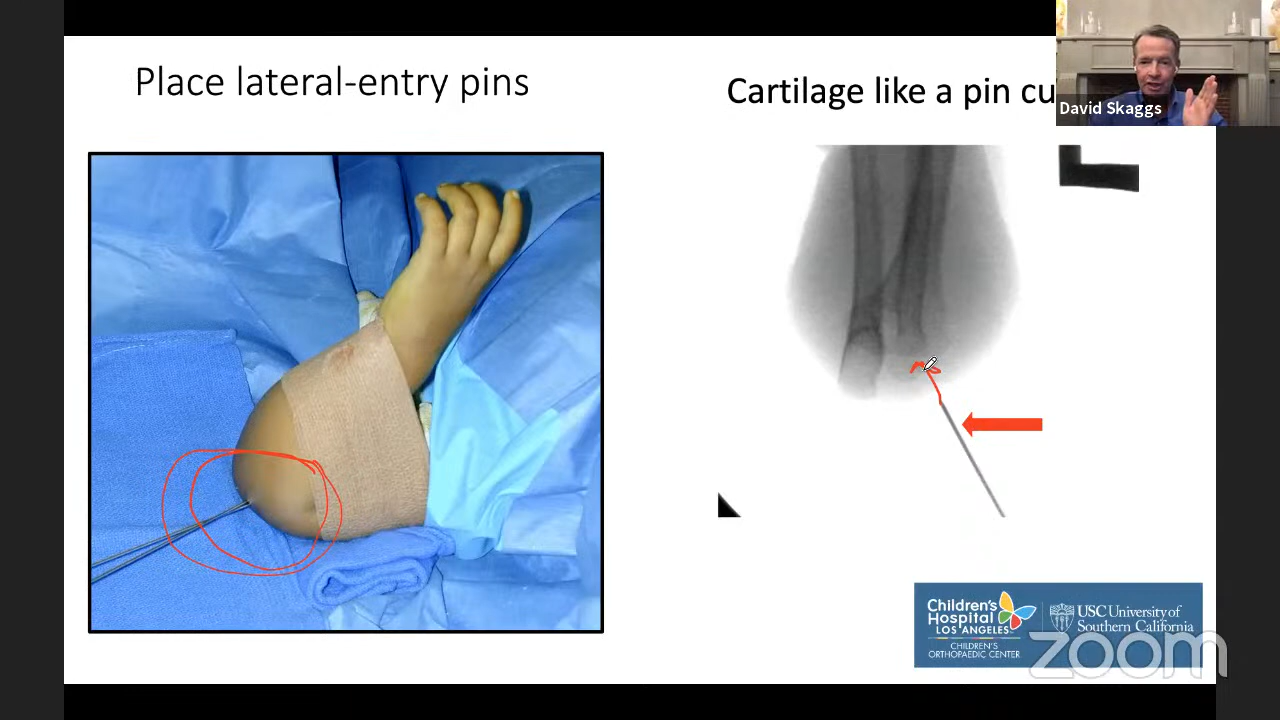 Place lateral-entry pins
Cartilage like a pin cu
David Skaggs
Children's
Hospital
LOS ANGELES
CHILDREN'S
ORTHOPAEDIC CENTER
USC University of
Southern California
zoom